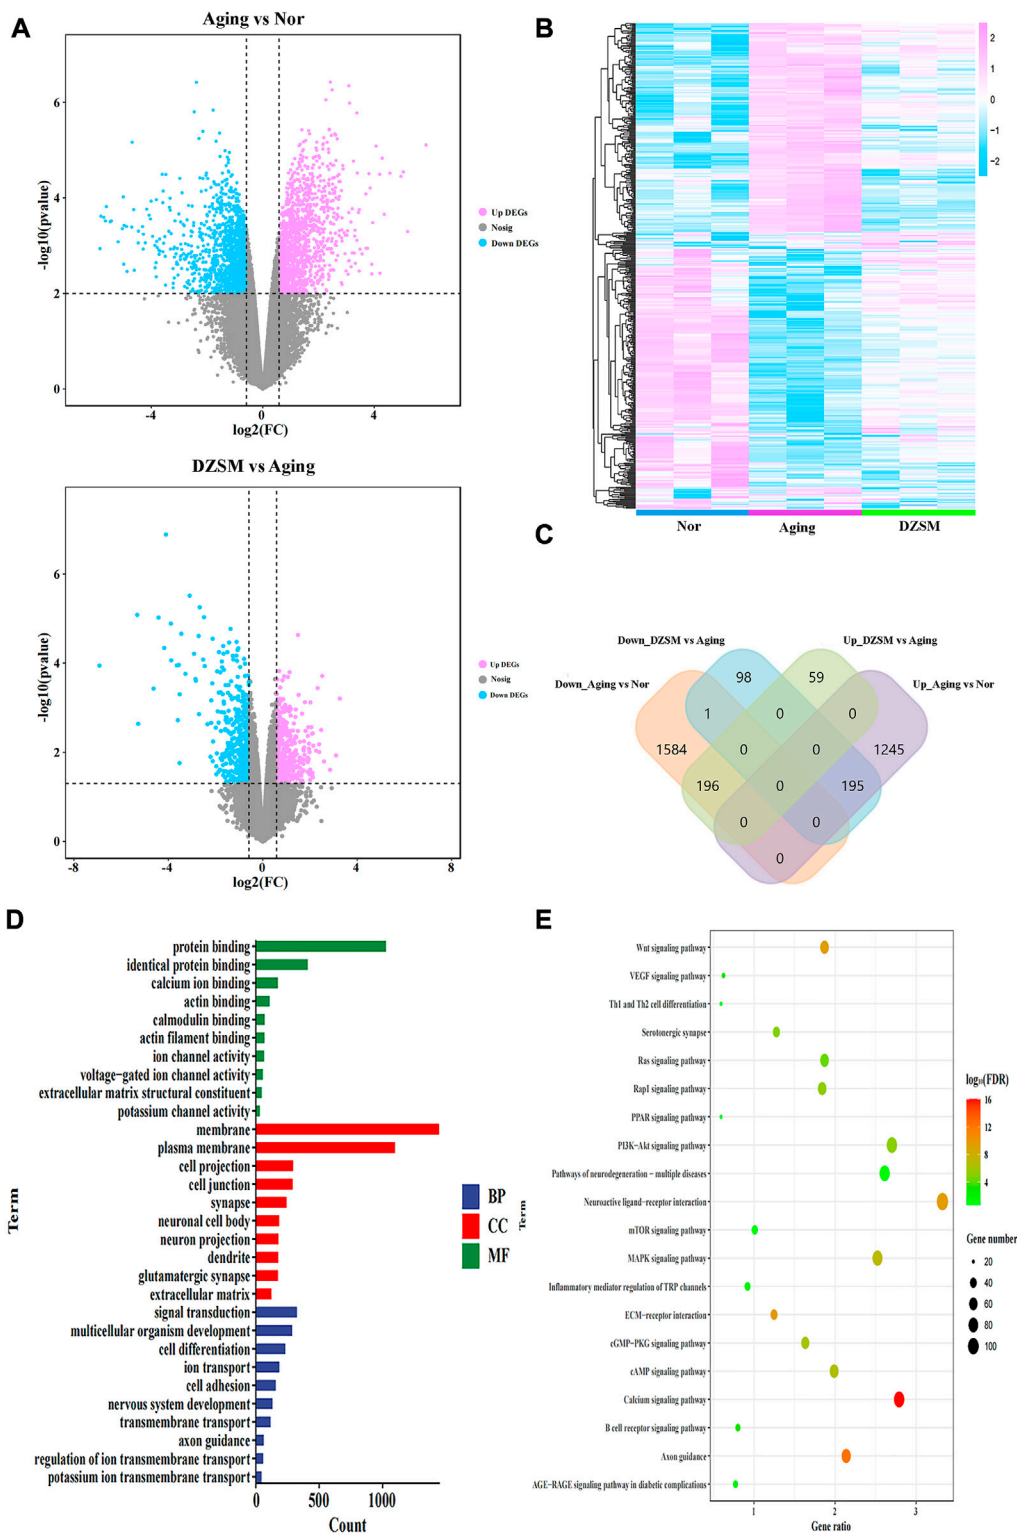 A
Aging vs Nor
-log10(pvalue)
6
4
2
0
-4
0
4
log2(FC)
Up DEGs
Nosig
Down DEGs
DZSM vs Aging
-log10(pvalue)
6
4
2
0
-8
-4
0
4
8
log2(FC)
Up DEGs
Nosig
Down DEGs
B
2
1
0
−1
−2
Nor
Aging
DZSM
C
Down_DZSM vs Aging
Up_DZSM vs Aging
Down_Aging vs Nor
Up_Aging vs Nor
98
59
1
0
0
1584
0
0
1245
196
0
195
0
0
0
D
Term
protein binding
identical protein binding
calcium ion binding
actin binding
calmodulin binding
actin filament binding
ion channel activity
voltage−gated ion channel activity
extracellular matrix structural constituent
potassium channel activity
membrane
plasma membrane
cell projection
cell junction
synapse
neuronal cell body
neuron projection
dendrite
glutamatergic synapse
extracellular matrix
signal transduction
multicellular organism development
cell differentiation
ion transport
cell adhesion
nervous system development
transmembrane transport
axon guidance
regulation of ion transmembrane transport
potassium ion transmembrane transport
0
500
1000
Count
BP
CC
MF
E
Term
Wnt signaling pathway
VEGF signaling pathway
Th1 and Th2 cell differentiation
Serotonergic synapse
Ras signaling pathway
Rap1 signaling pathway
PPAR signaling pathway
PI3K−Akt signaling pathway
Pathways of neurodegeneration − multiple diseases
Neuroactive ligand−receptor interaction
mTOR signaling pathway
MAPK signaling pathway
Inflammatory mediator regulation of TRP channels
ECM−receptor interaction
cGMP−PKG signaling pathway
cAMP signaling pathway
Calcium signaling pathway
B cell receptor signaling pathway
Axon guidance
AGE−RAGE signaling pathway in diabetic complications
1
2
3
Gene ratio
log₁₀(FDR)
16
12
8
4
Gene number
20
40
60
80
100